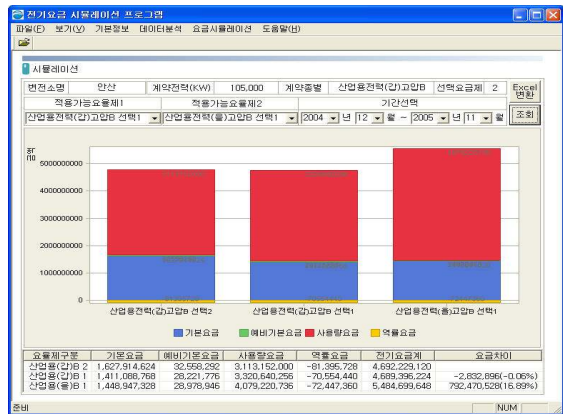 전기요금 시뮬레이션 프로그램
파일(F) 보기(V) 기본정보 데이터분석 요금시뮬레이션 도움말(H)
시뮬레이션
변전소명 안산 계약전력(KW) 105,000 계약종별 산업용전력(갑)고압B 선택요금제 2 Excel 변환
적용가능요율제1 적용가능요율제2 기간선택
산업용전력(갑)고압B 선택1 산업용전력(을)고압B 선택1 2004 년 12 월 ~ 2005 년 11 월 조회
5000000000
4000000000
3000000000
2000000000
1000000000
0
산업용전력(갑)고압B 선택2 산업용전력(갑)고압B 선택1 산업용전력(을)고압B 선택1
기본요금 예비기본요금 사용량요금 역률요금
요율제구분 기본요금 예비기본요금 사용량요금 역률요금 전기요금계 요금차이
산업용(갑)B 2 1,627,914,624 32,558,292 3,113,152,000 -81,395,728 4,692,229,120
산업용(갑)B 1 1,411,088,768 28,221,776 3,320,640,256 -70,554,440 4,689,396,224 -2,832,896(-0.06%)
산업용(을)B 1 1,448,947,328 28,978,946 4,079,220,736 -72,447,360 5,484,699,648 792,470,528(16.89%)
준비 NUM